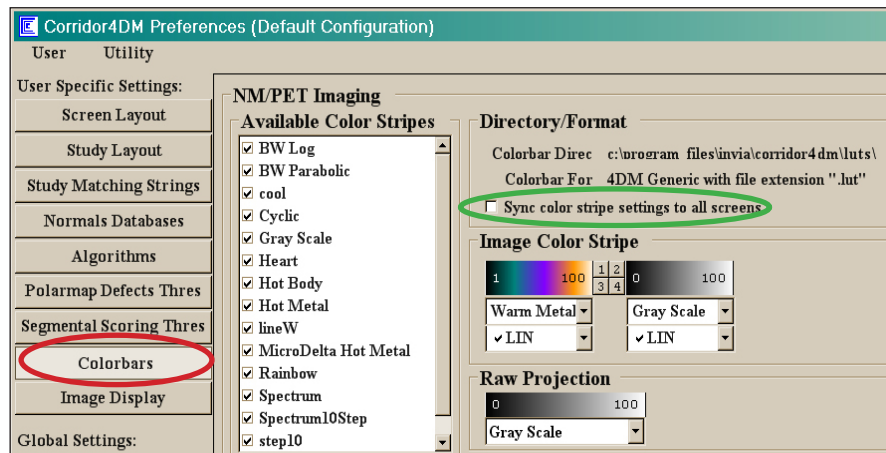 Corridor4DM Preferences (Default Configuration)
User Utility
User Specific Settings:
Screen Layout
Study Layout
Study Matching Strings
Normals Databases
Algorithms
Polarmap Defects Thres
Segmental Scoring Thres
Colorbars
Image Display
Global Settings:
NM/PET Imaging
Available Color Stripes
BW Log
BW Parabolic
cool
Cyclic
Gray Scale
Heart
Hot Body
Hot Metal
lineW
MicroDelta Hot Metal
Rainbow
Spectrum
Spectrum10Step
step10
Directory/Format
Colorbar Direc c:\program files\invia\corridor4dm\luts\
Colorbar For 4DM Generic with file extension ".lut"
Sync color stripe settings to all screens
Image Color Stripe
1 100 1 2 0 100
3 4
Warm Metal Gray Scale
LIN LIN
Raw Projection
0 100
Gray Scale